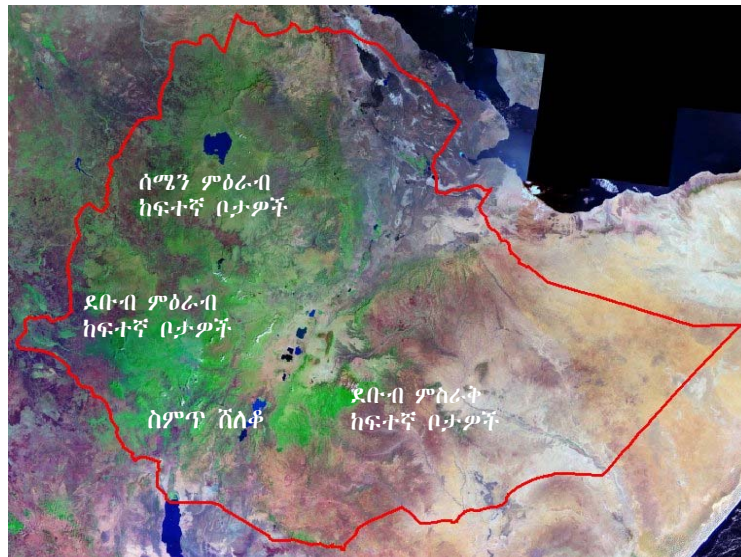 ሰሜን ምዕራብ
ከፍተኛ ቦታዎች
ደቡብ ምዕራብ
ከፍተኛ ቦታዎች
ስምጥ ሸለቆ
ደቡብ ምስራቅ
ከፍተኛ ቦታዎች